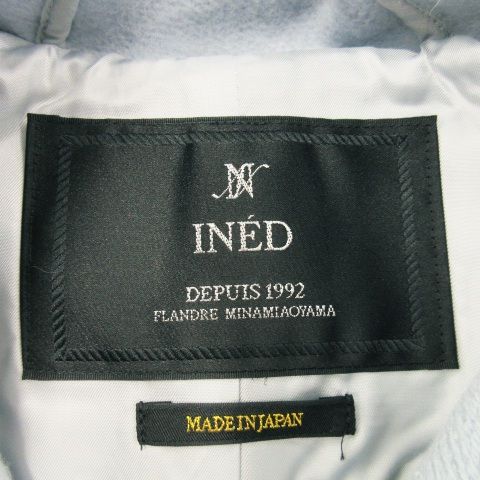 INÉD
DEPUIS 1992
FLANDRE MINAMIAOYAMA
MADE IN JAPAN